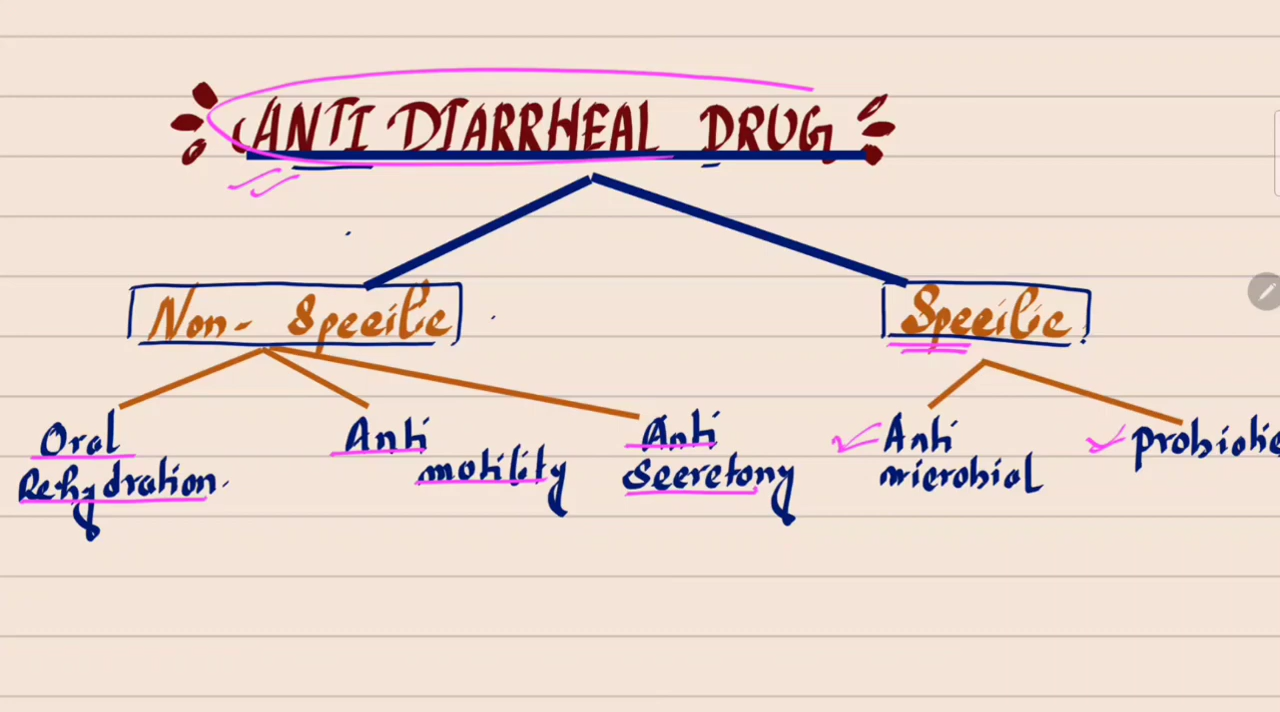 ANTI DIARRHEAL DRUG
Non- Specific
Specific
Oral
Rehydration.
Anti
motility
Anti
secretory
Anti
microbial
probiotic